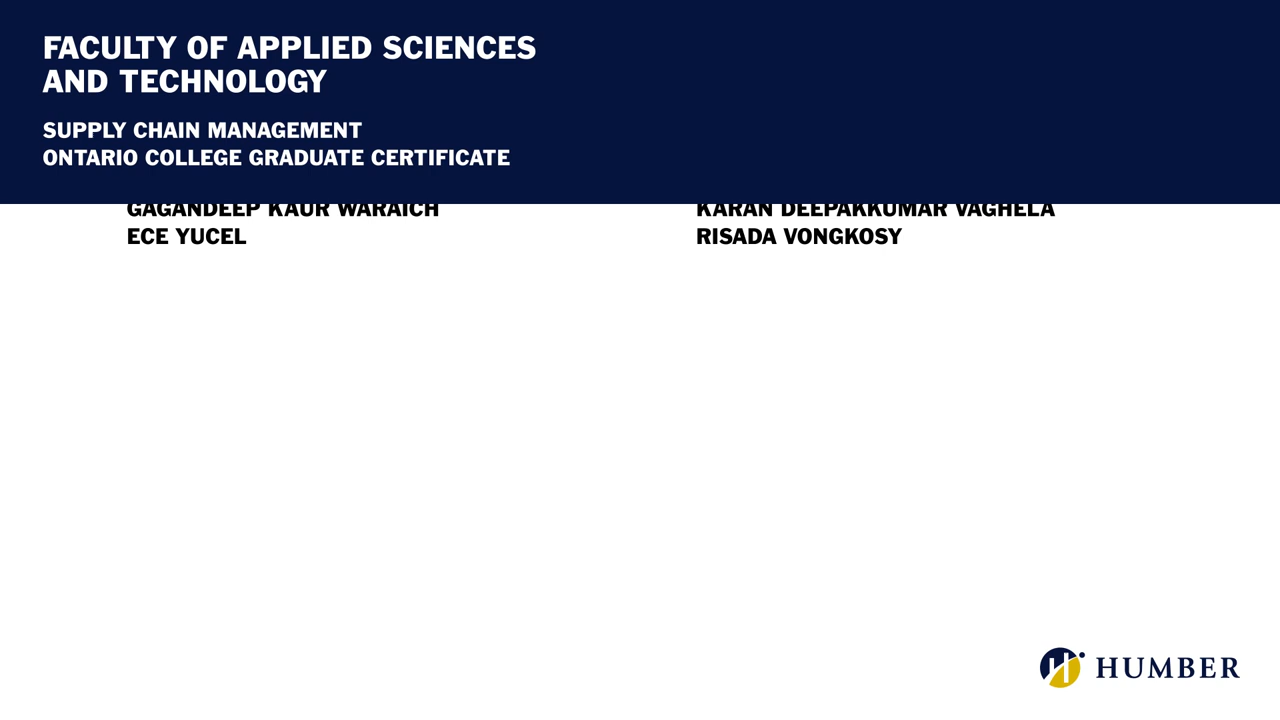 FACULTY OF APPLIED SCIENCES
AND TECHNOLOGY
SUPPLY CHAIN MANAGEMENT
ONTARIO COLLEGE GRADUATE CERTIFICATE
GAGANDEEP KAUR WARAICH
ECE YUCEL
KARAN DEEPAKKUMAR VAGHELA
RISADA VONGKOSY
HUMBER